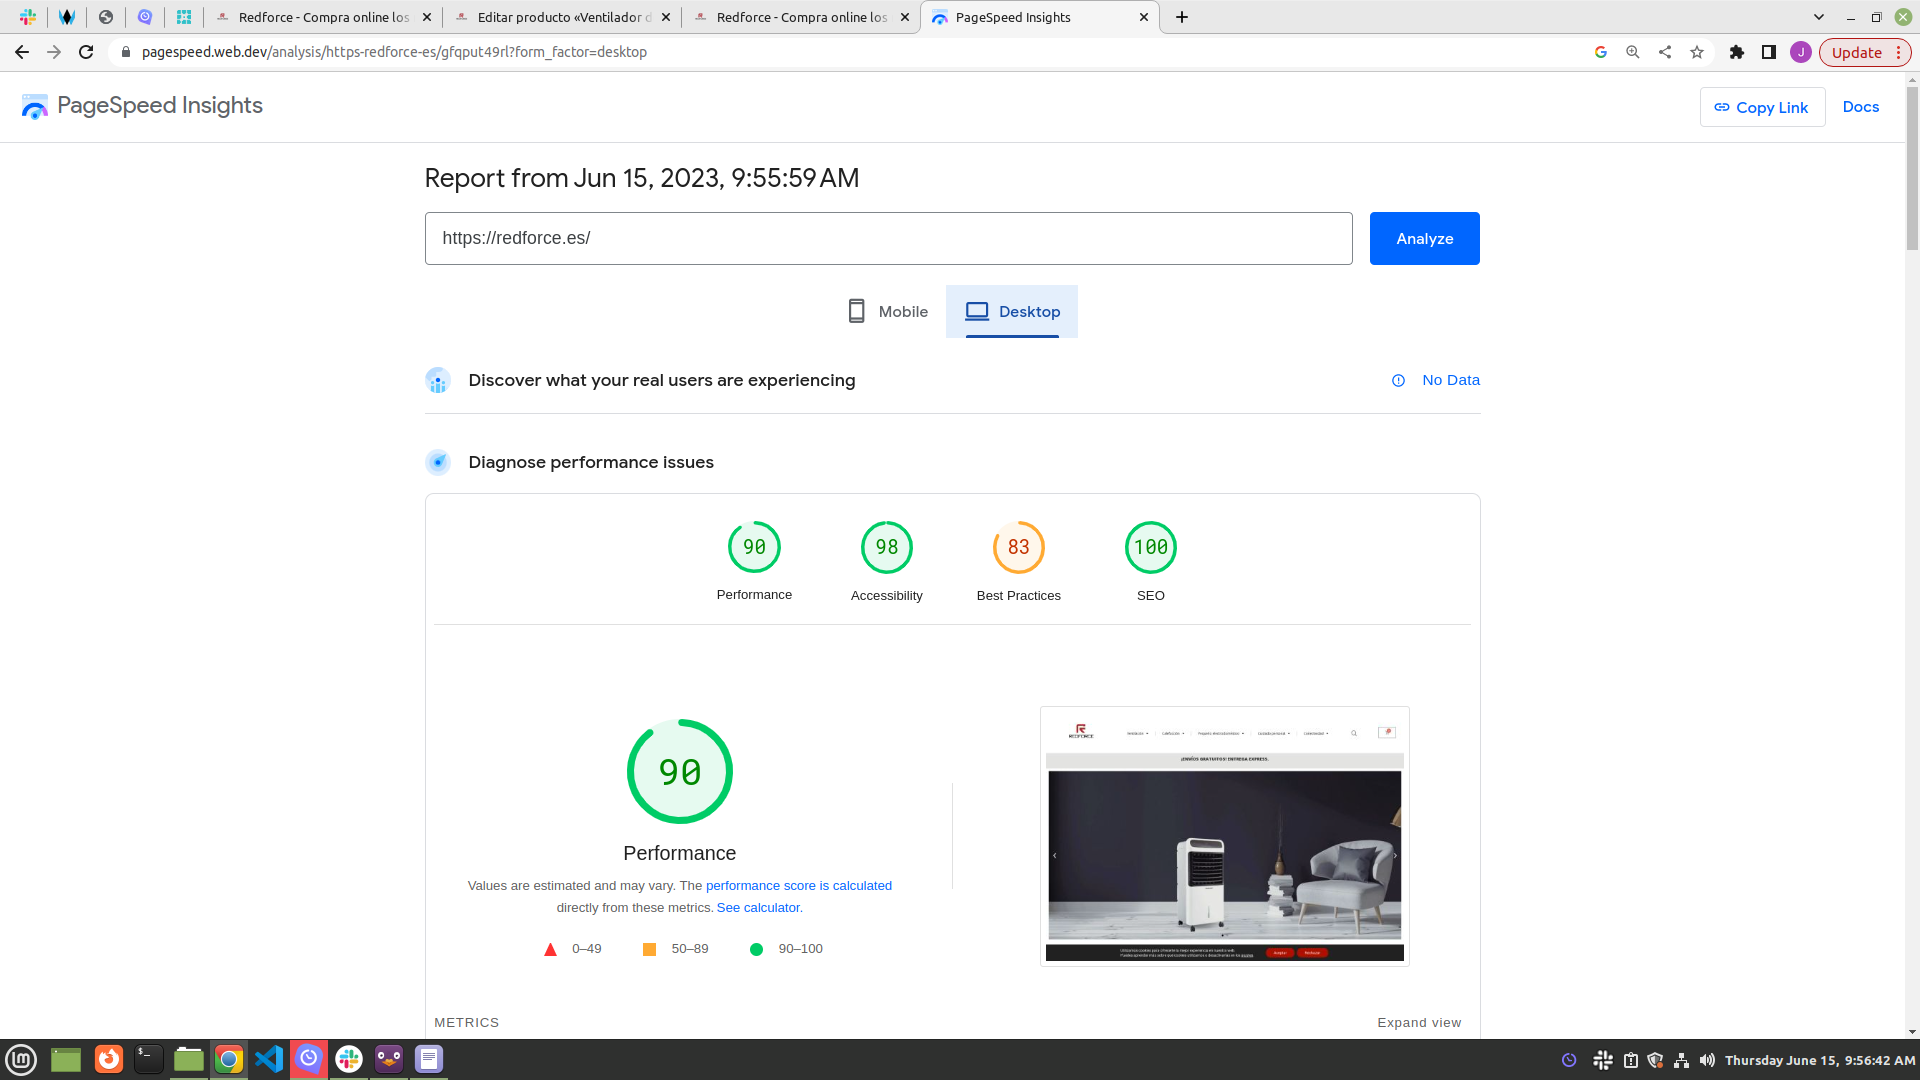 Redforce - Compra online los
Editar producto «Ventilador d
Redforce - Compra online los
PageSpeed Insights
pagespeed.web.dev/analysis/https-redforce-es/gfqput49rl?form_factor=desktop
J
Update
PageSpeed Insights
Copy Link
Docs
Report from Jun 15, 2023, 9:55:59 AM
https://redforce.es/
Analyze
Mobile
Desktop
Discover what your real users are experiencing
No Data
Diagnose performance issues
90
98
83
100
Performance
Accessibility
Best Practices
SEO
REDFORCE
¡ENVÍOS GRATUITOS! ENTREGA EXPRESS.
90
Performance
Values are estimated and may vary. The performance score is calculated
directly from these metrics. See calculator.
0–49
50–89
90–100
METRICS
Expand view
Thursday June 15, 9:56:42 AM